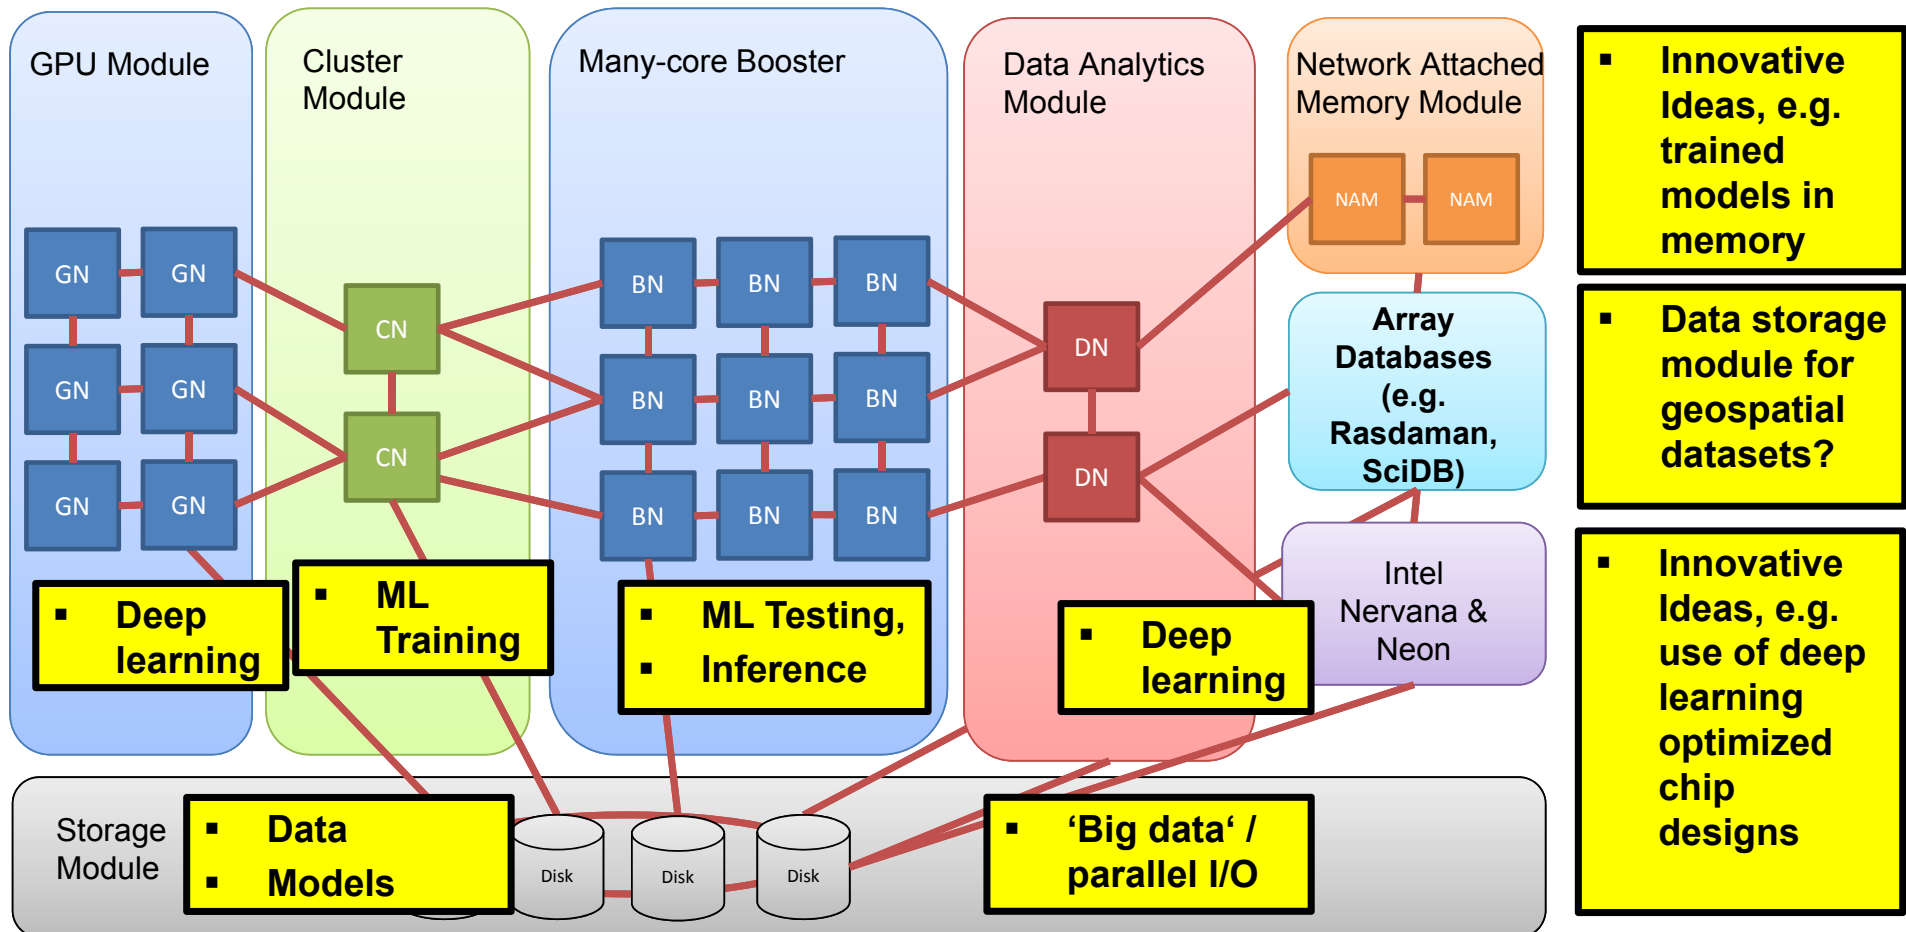 GPU Module
Cluster
Module
Many-core Booster
Data Analytics
Module
Network Attached
Memory Module
NAM
NAM
GN
GN
GN
GN
GN
GN
CN
CN
BN
BN
BN
BN
BN
BN
BN
BN
BN
DN
DN
Array
Databases
(e.g.
Rasdaman,
SciDB)
Intel
Nervana &
Neon
▪ Deep
learning
▪ ML
Training
▪ ML Testing,
▪ Inference
▪ Deep
learning
Storage
Module
▪ Data
▪ Models
Disk
Disk
Disk
▪ ‘Big data‘ /
parallel I/O
▪ Innovative
Ideas, e.g.
trained
models in
memory
▪ Data storage
module for
geospatial
datasets?
▪ Innovative
Ideas, e.g.
use of deep
learning
optimized
chip
designs